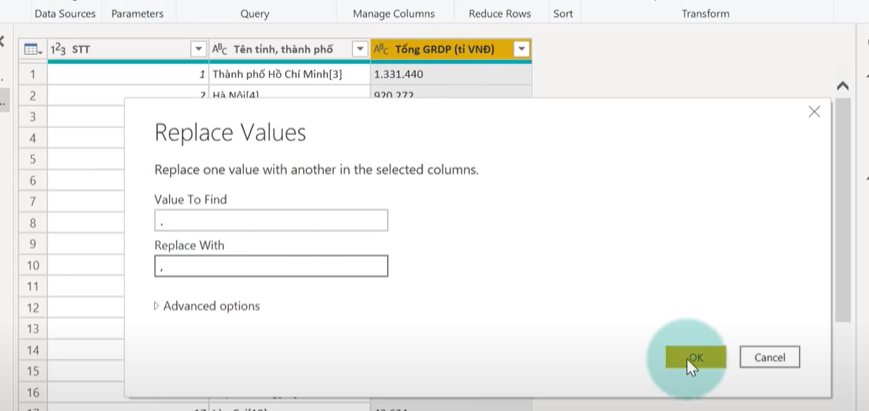 Data Sources Parameters Query Manage Columns Reduce Rows Sort Transform
1²3 STT ABC Tên tỉnh, thành phố ABC Tổng GRDP (tỉ VNĐ)
1 1 Thành phố Hồ Chí Minh[3] 1.331.440
2 2 Hà Nội[4] 920.272
3
4
5
6
7
8
9
10
11
12
13
14
15
16
Replace Values
Replace one value with another in the selected columns.
Value To Find
.
Replace With
,
Advanced options
OK Cancel